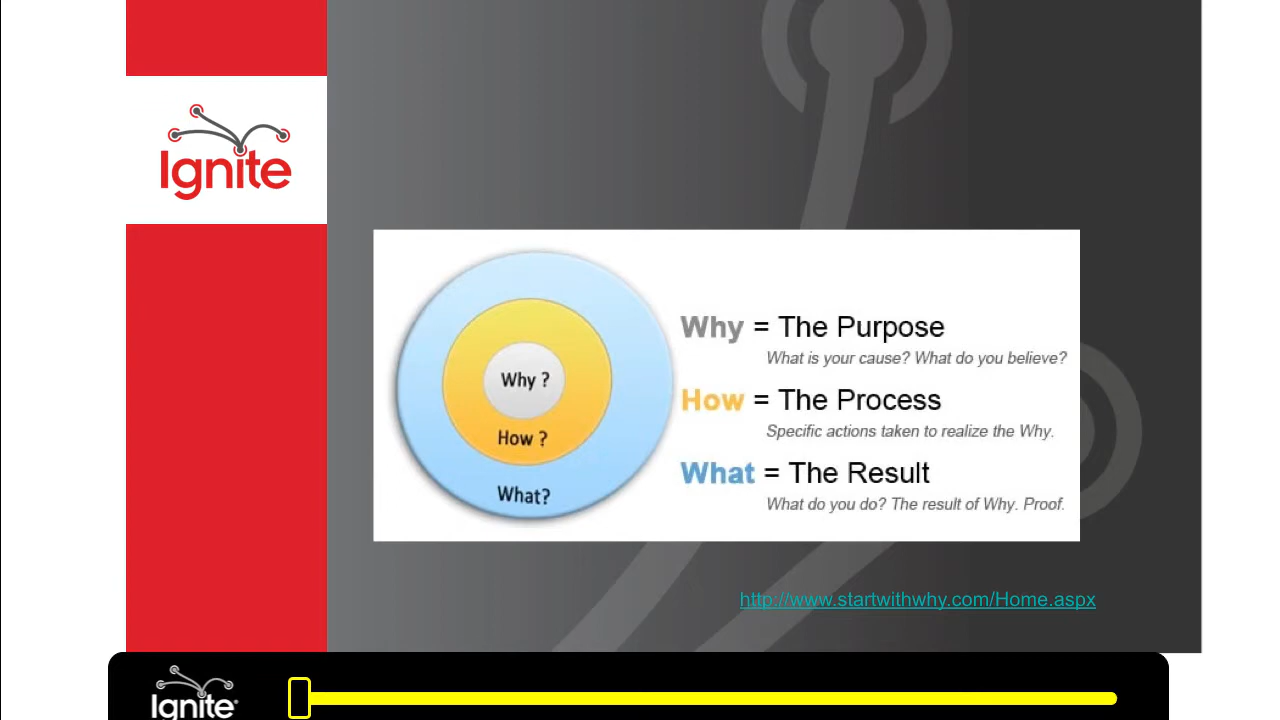 Ignite
Why ?
How ?
What?
Why = The Purpose
What is your cause? What do you believe?
How = The Process
Specific actions taken to realize the Why.
What = The Result
What do you do? The result of Why. Proof.
http://www.startwithwhy.com/Home.aspx
Ignite®